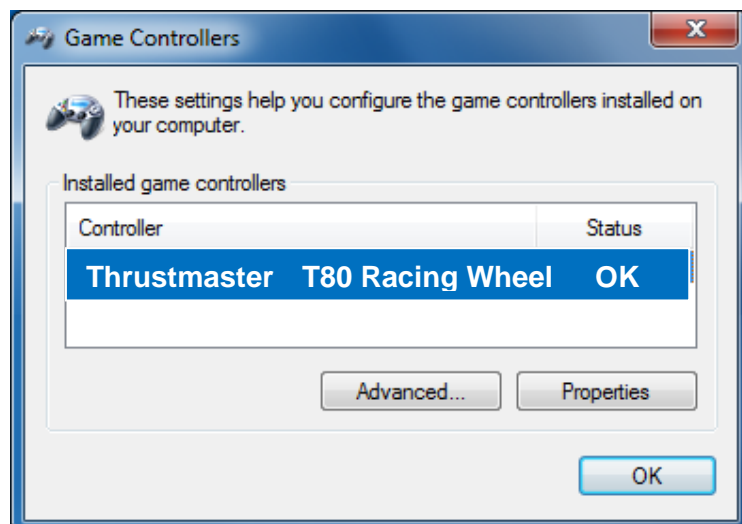 Game Controllers
x
These settings help you configure the game controllers installed on
your computer.
Installed game controllers
Controller Status
Thrustmaster T80 Racing Wheel OK
Advanced... Properties
OK